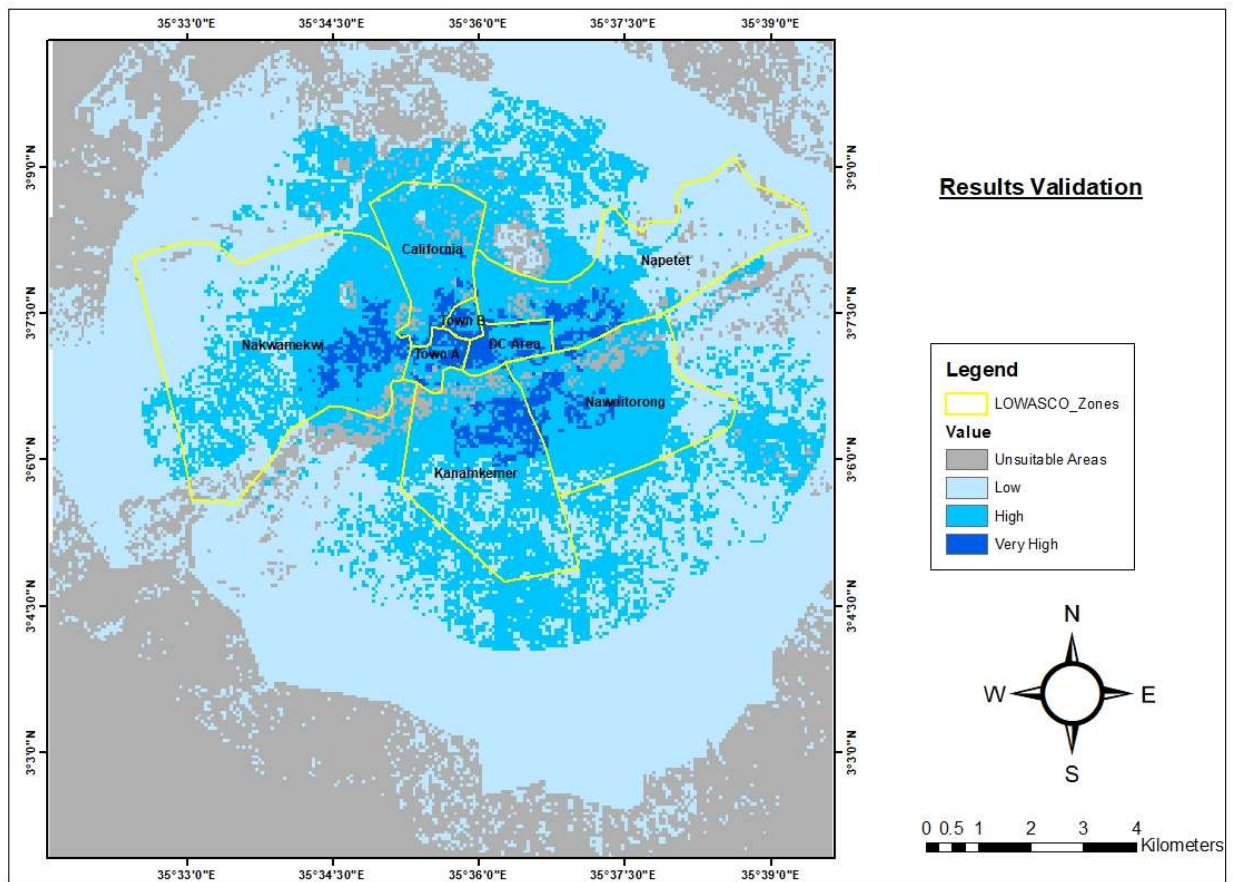 35°33'0"E 35°34'30"E 35°36'0"E 35°37'30"E 35°39'0"E
3°9'0"N 3°9'0"N
Results Validation
California
Napetet
3°7'30"N 3°7'30"N
Town B
Nakwamekwi
DC Area
Town A
Legend
LOWASCO_Zones
Nawoitorong
Value
3°6'0"N 3°6'0"N
Unsuitable Areas
Kanamkemer
Low
High
Very High
3°4'30"N 3°4'30"N
N
W E
S
3°3'0"N 3°3'0"N
0 0.5 1 2 3 4
Kilometers
35°33'0"E 35°34'30"E 35°36'0"E 35°37'30"E 35°39'0"E